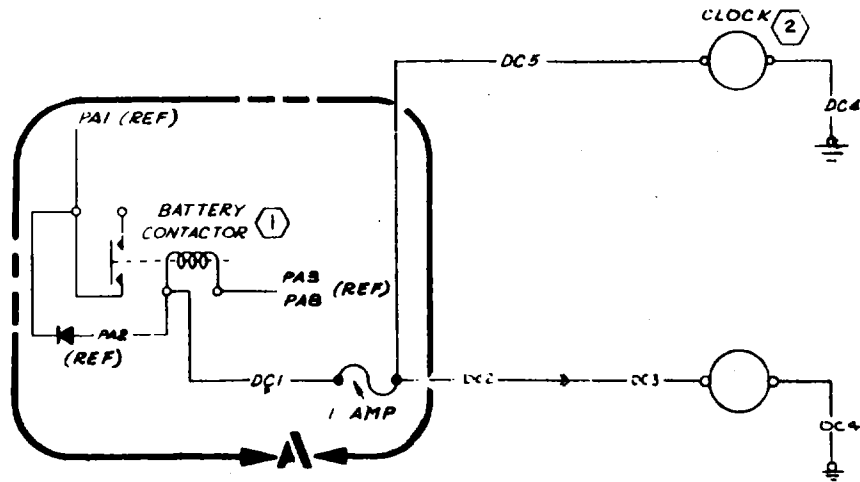 CLOCK 2
DC5
DC4
PA1 (REF)
BATTERY
CONTACTOR 1
PA3
PA8 (REF)
PA2
(REF)
DC1
1 AMP
DC2
DC3
DC4
A